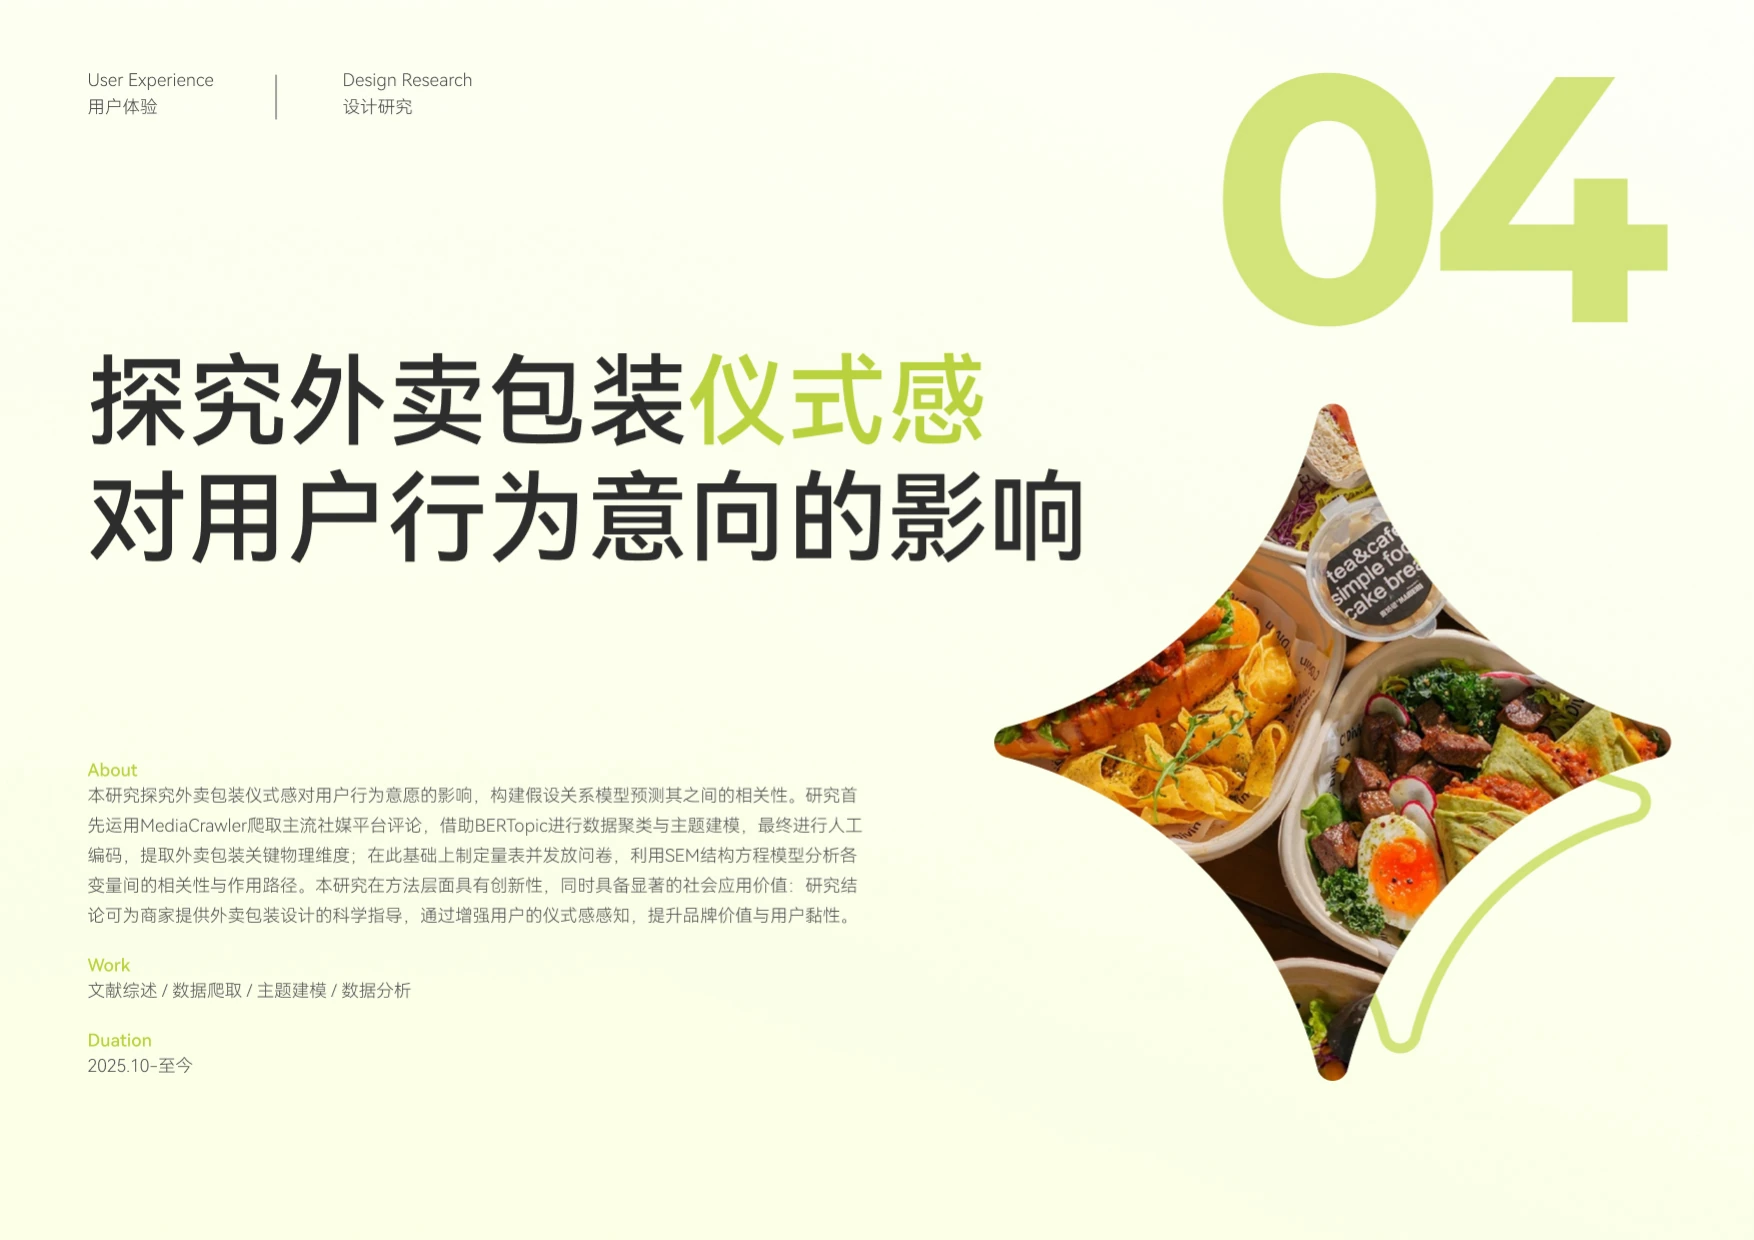 User Experience
用户体验
Design Research
设计研究
04
探究外卖包装仪式感
对用户行为意向的影响
tea&cafe
simple foo
cake brea
About
本研究探究外卖包装仪式感对用户行为意愿的影响，构建假设关系模型预测其之间的相关性。研究首
先运用MediaCrawler爬取主流社媒平台评论，借助BERTopic进行数据聚类与主题建模，最终进行人工
编码，提取外卖包装关键物理维度；在此基础上制定量表并发放问卷，利用SEM结构方程模型分析各
变量间的相关性与作用路径。本研究在方法层面具有创新性，同时具备显著的社会应用价值：研究结
论可为商家提供外卖包装设计的科学指导，通过增强用户的仪式感感知，提升品牌价值与用户黏性。
Work
文献综述 / 数据爬取 / 主题建模 / 数据分析
Duation
2025.10-至今